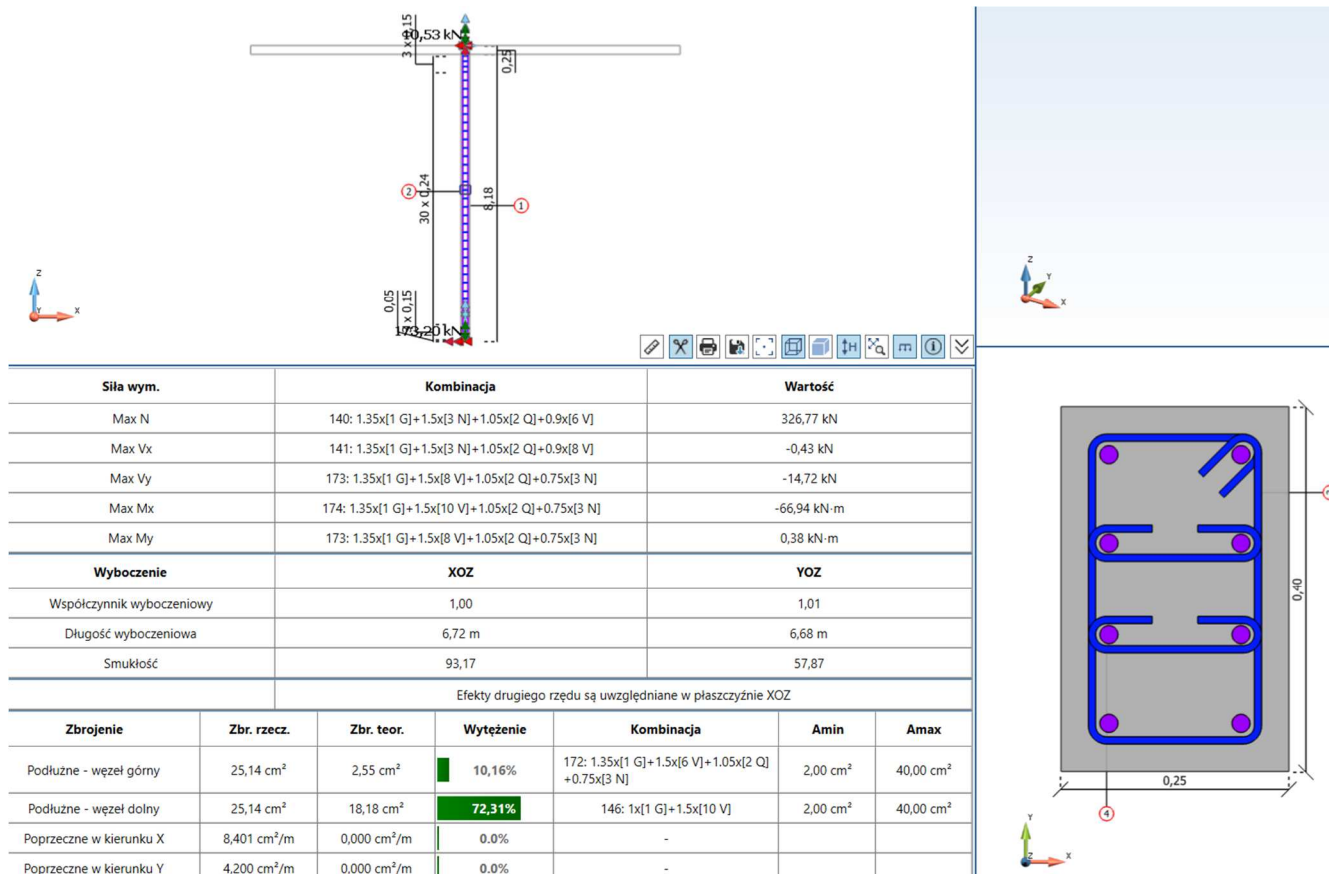 3 x 0,15
10,53 kN
0,25
2
30 x 0,24
8,18
1
Z
Y
X
0,05
x 0,15
173,20 kN
Z
Y
X
Siła wym.	Kombinacja	Wartość
Max N	140: 1.35x[1 G]+1.5x[3 N]+1.05x[2 Q]+0.9x[6 V]	326,77 kN
Max Vx	141: 1.35x[1 G]+1.5x[3 N]+1.05x[2 Q]+0.9x[8 V]	-0,43 kN
Max Vy	173: 1.35x[1 G]+1.5x[8 V]+1.05x[2 Q]+0.75x[3 N]	-14,72 kN
Max Mx	174: 1.35x[1 G]+1.5x[10 V]+1.05x[2 Q]+0.75x[3 N]	-66,94 kN·m
Max My	173: 1.35x[1 G]+1.5x[8 V]+1.05x[2 Q]+0.75x[3 N]	0,38 kN·m
Wyboczenie	XOZ	YOZ
Współczynnik wyboczeniowy	1,00	1,01
Długość wyboczeniowa	6,72 m	6,68 m
Smukłość	93,17	57,87
Efekty drugiego rzędu są uwzględniane w płaszczyźnie XOZ
Zbrojenie	Zbr. rzecz.	Zbr. teor.	Wytężenie	Kombinacja	Amin	Amax
Podłużne - węzeł górny	25,14 cm²	2,55 cm²	10,16%	172: 1.35x[1 G]+1.5x[6 V]+1.05x[2 Q]	2,00 cm²	40,00 cm²
+0.75x[3 N]
Podłużne - węzeł dolny	25,14 cm²	18,18 cm²	72,31%	146: 1x[1 G]+1.5x[10 V]	2,00 cm²	40,00 cm²
Poprzeczne w kierunku X	8,401 cm²/m	0,000 cm²/m	0.0%	-
Poprzeczne w kierunku Y	4,200 cm²/m	0,000 cm²/m	0.0%	-
0,40
0,25
4
Y
Z
X